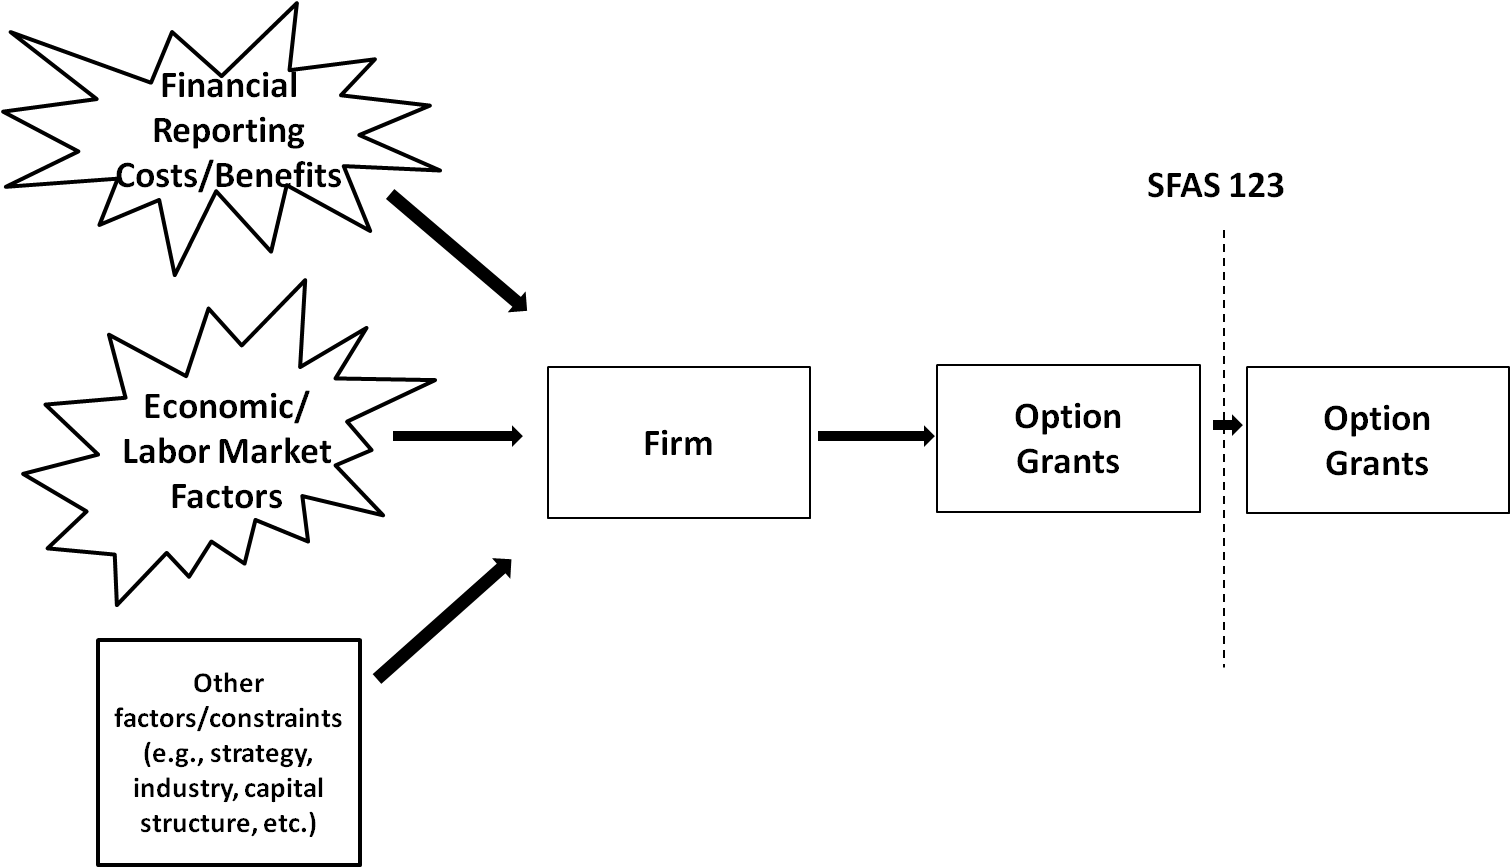 Financial
Reporting
Costs/Benefits
SFAS 123
Economic/
Labor Market
Factors
Firm
Option
Grants
Option
Grants
Other
factors/constraints
(e.g., strategy,
industry, capital
structure, etc.)